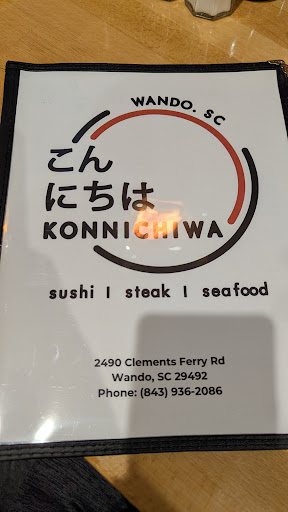 WANDO. SC
こん
にちは
KONNICHIWA
sushi | steak | seafood
2490 Clements Ferry Rd
Wando, SC 29492
Phone: (843) 936-2086